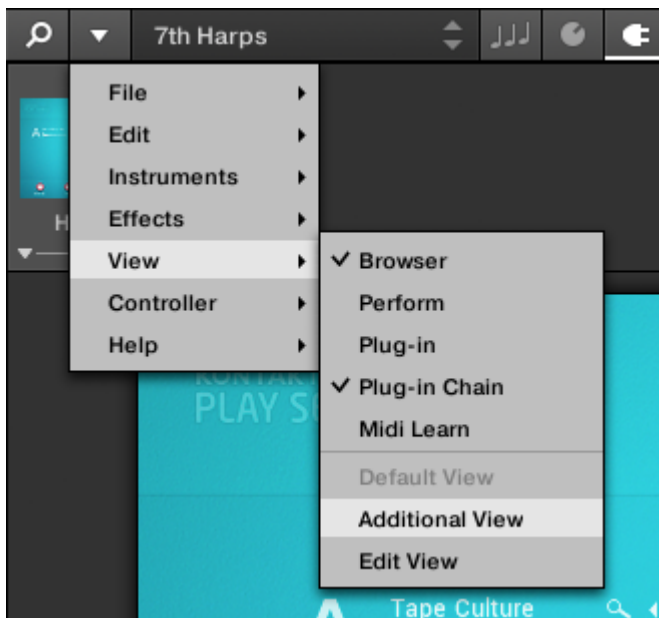 7th Harps
File
Edit
Instruments
Effects
View
Controller
Help
Browser
Perform
Plug-in
Plug-in Chain
Midi Learn
Default View
Additional View
Edit View
PLAY
A Tape Culture